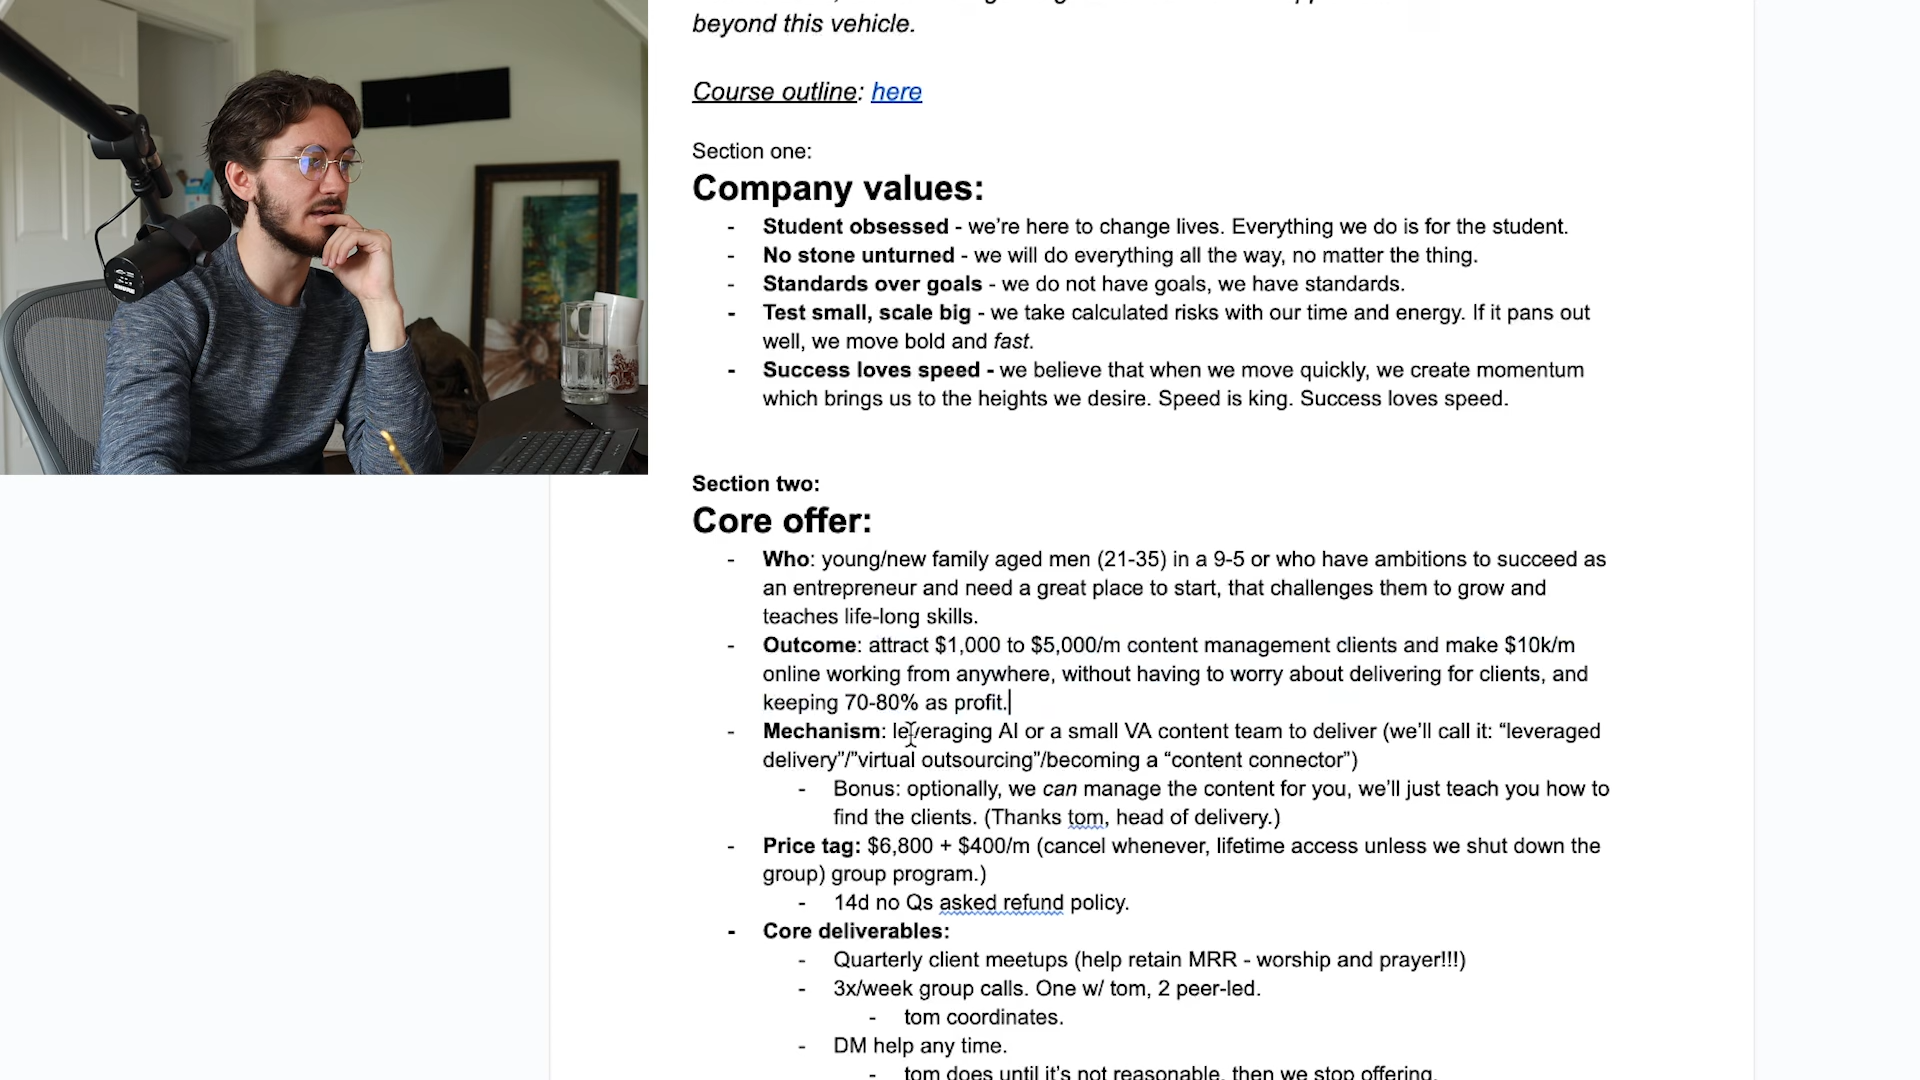 beyond this vehicle.
Course outline: here
Section one:
Company values:
- Student obsessed - we’re here to change lives. Everything we do is for the student.
- No stone unturned - we will do everything all the way, no matter the thing.
- Standards over goals - we do not have goals, we have standards.
- Test small, scale big - we take calculated risks with our time and energy. If it pans out
well, we move bold and fast.
- Success loves speed - we believe that when we move quickly, we create momentum
which brings us to the heights we desire. Speed is king. Success loves speed.
Section two:
Core offer:
- Who: young/new family aged men (21-35) in a 9-5 or who have ambitions to succeed as
an entrepreneur and need a great place to start, that challenges them to grow and
teaches life-long skills.
- Outcome: attract $1,000 to $5,000/m content management clients and make $10k/m
online working from anywhere, without having to worry about delivering for clients, and
keeping 70-80% as profit.
- Mechanism: leveraging AI or a small VA content team to deliver (we’ll call it: “leveraged
delivery”/”virtual outsourcing”/becoming a “content connector”)
- Bonus: optionally, we can manage the content for you, we’ll just teach you how to
find the clients. (Thanks tom, head of delivery.)
- Price tag: $6,800 + $400/m (cancel whenever, lifetime access unless we shut down the
group) group program.)
- 14d no Qs asked refund policy.
- Core deliverables:
- Quarterly client meetups (help retain MRR - worship and prayer!!!)
- 3x/week group calls. One w/ tom, 2 peer-led.
- tom coordinates.
- DM help any time.
- tom does until it’s not reasonable, then we stop offering.
SHURE